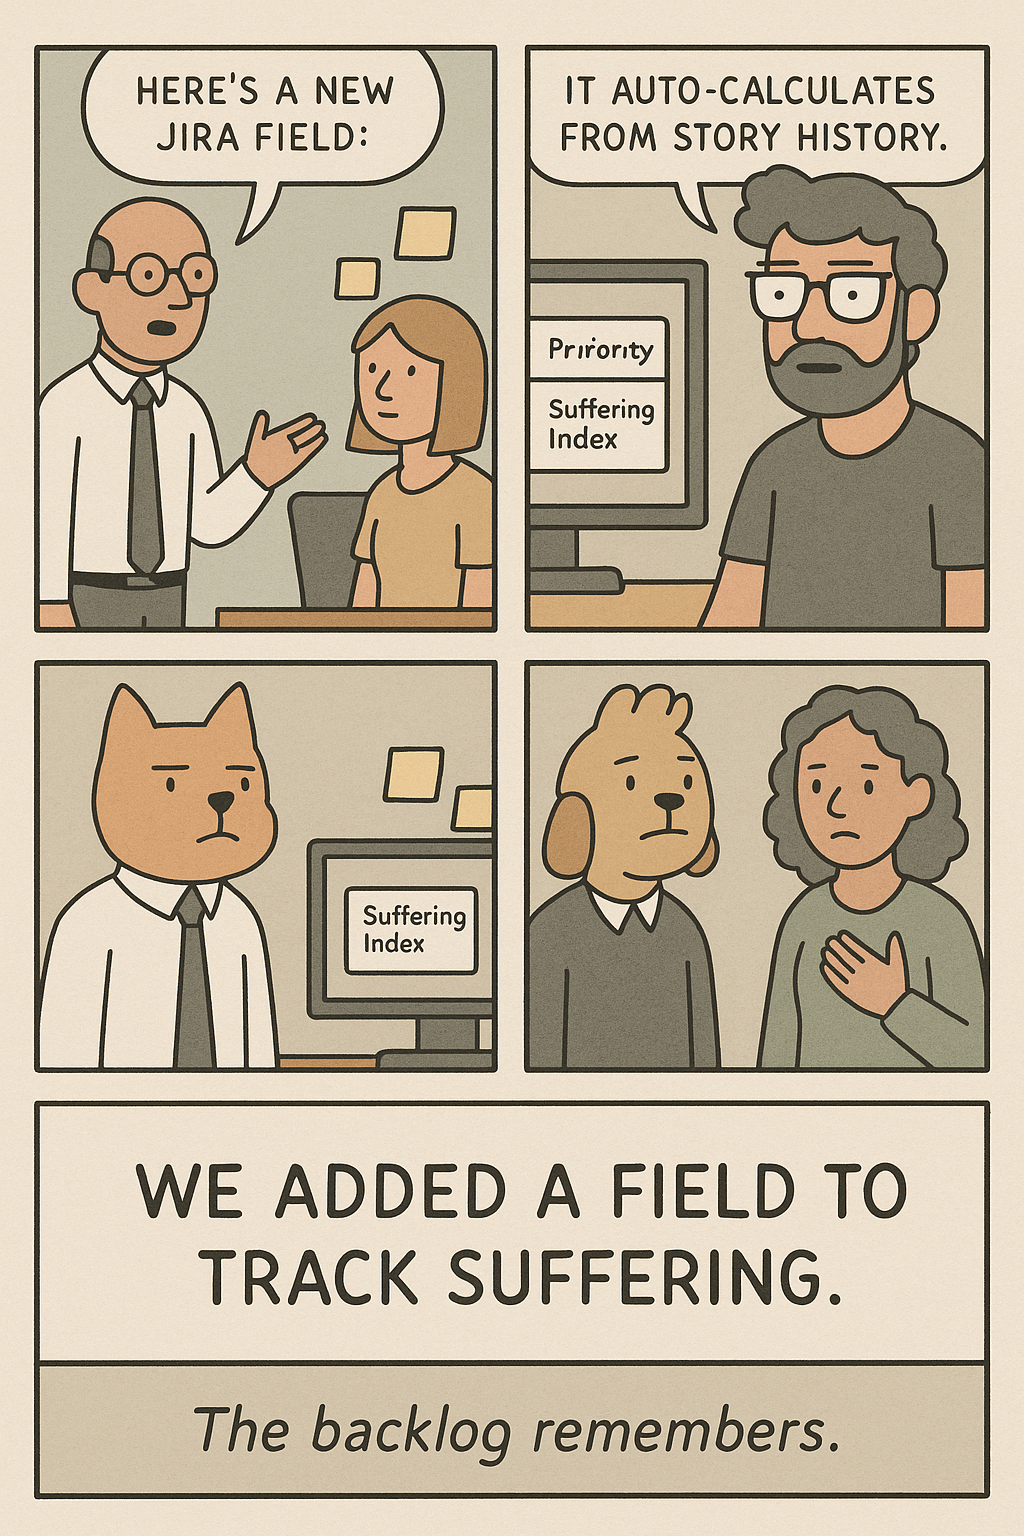 HERE'S A NEW
JIRA FIELD:
IT AUTO-CALCULATES
FROM STORY HISTORY.
Prriority
Suffering
Index
Suffering
Index
WE ADDED A FIELD TO
TRACK SUFFERING.
The backlog remembers.